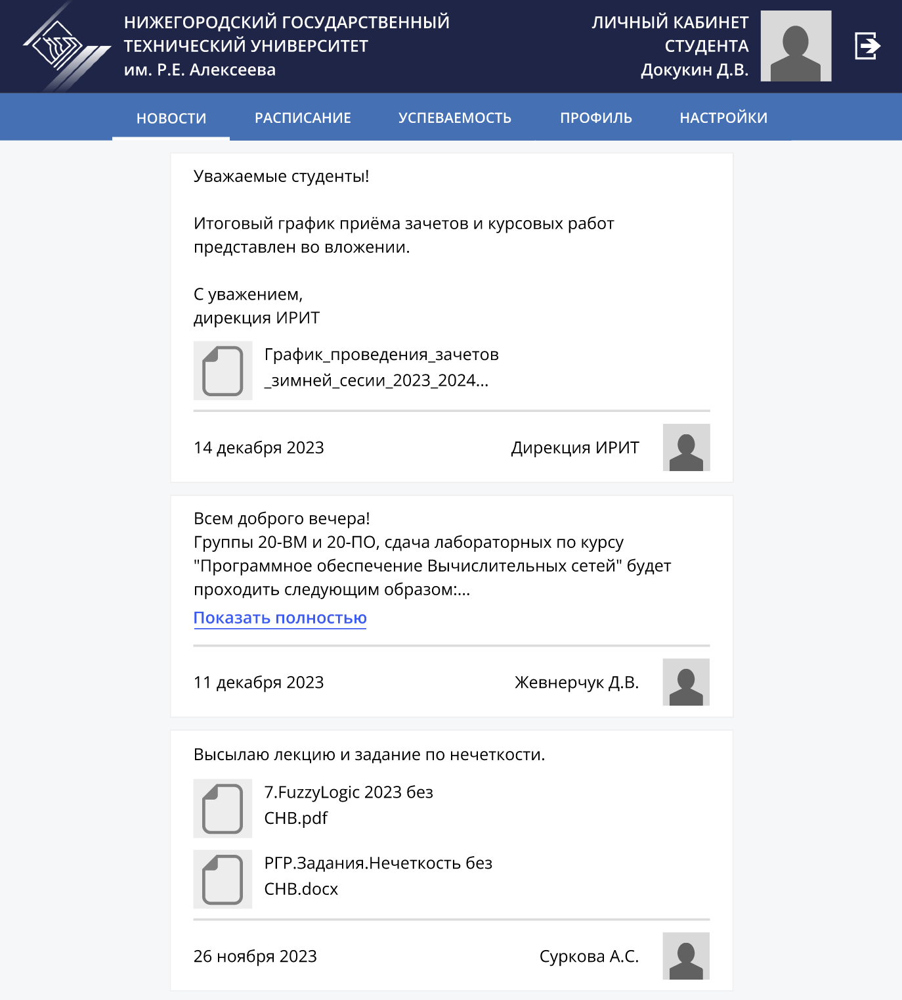 НИЖЕГОРОДСКИЙ ГОСУДАРСТВЕННЫЙ
ТЕХНИЧЕСКИЙ УНИВЕРСИТЕТ
им. Р.Е. Алексеева
ЛИЧНЫЙ КАБИНЕТ
СТУДЕНТА
Докукин Д.В.
НОВОСТИ
РАСПИСАНИЕ
УСПЕВАЕМОСТЬ
ПРОФИЛЬ
НАСТРОЙКИ
Уважаемые студенты!
Итоговый график приёма зачетов и курсовых работ
представлен во вложении.
С уважением,
дирекция ИРИТ
График_проведения_зачетов
_зимней_сесии_2023_2024...
14 декабря 2023
Дирекция ИРИТ
Всем доброго вечера!
Группы 20-ВМ и 20-ПО, сдача лабораторных по курсу
"Программное обеспечение Вычислительных сетей" будет
проходить следующим образом:...
Показать полностью
11 декабря 2023
Жевнерчук Д.В.
Высылаю лекцию и задание по нечеткости.
7.FuzzyLogic 2023 без
СНВ.pdf
РГР.Задания.Нечеткость без
СНВ.docx
26 ноября 2023
Суркова А.С.